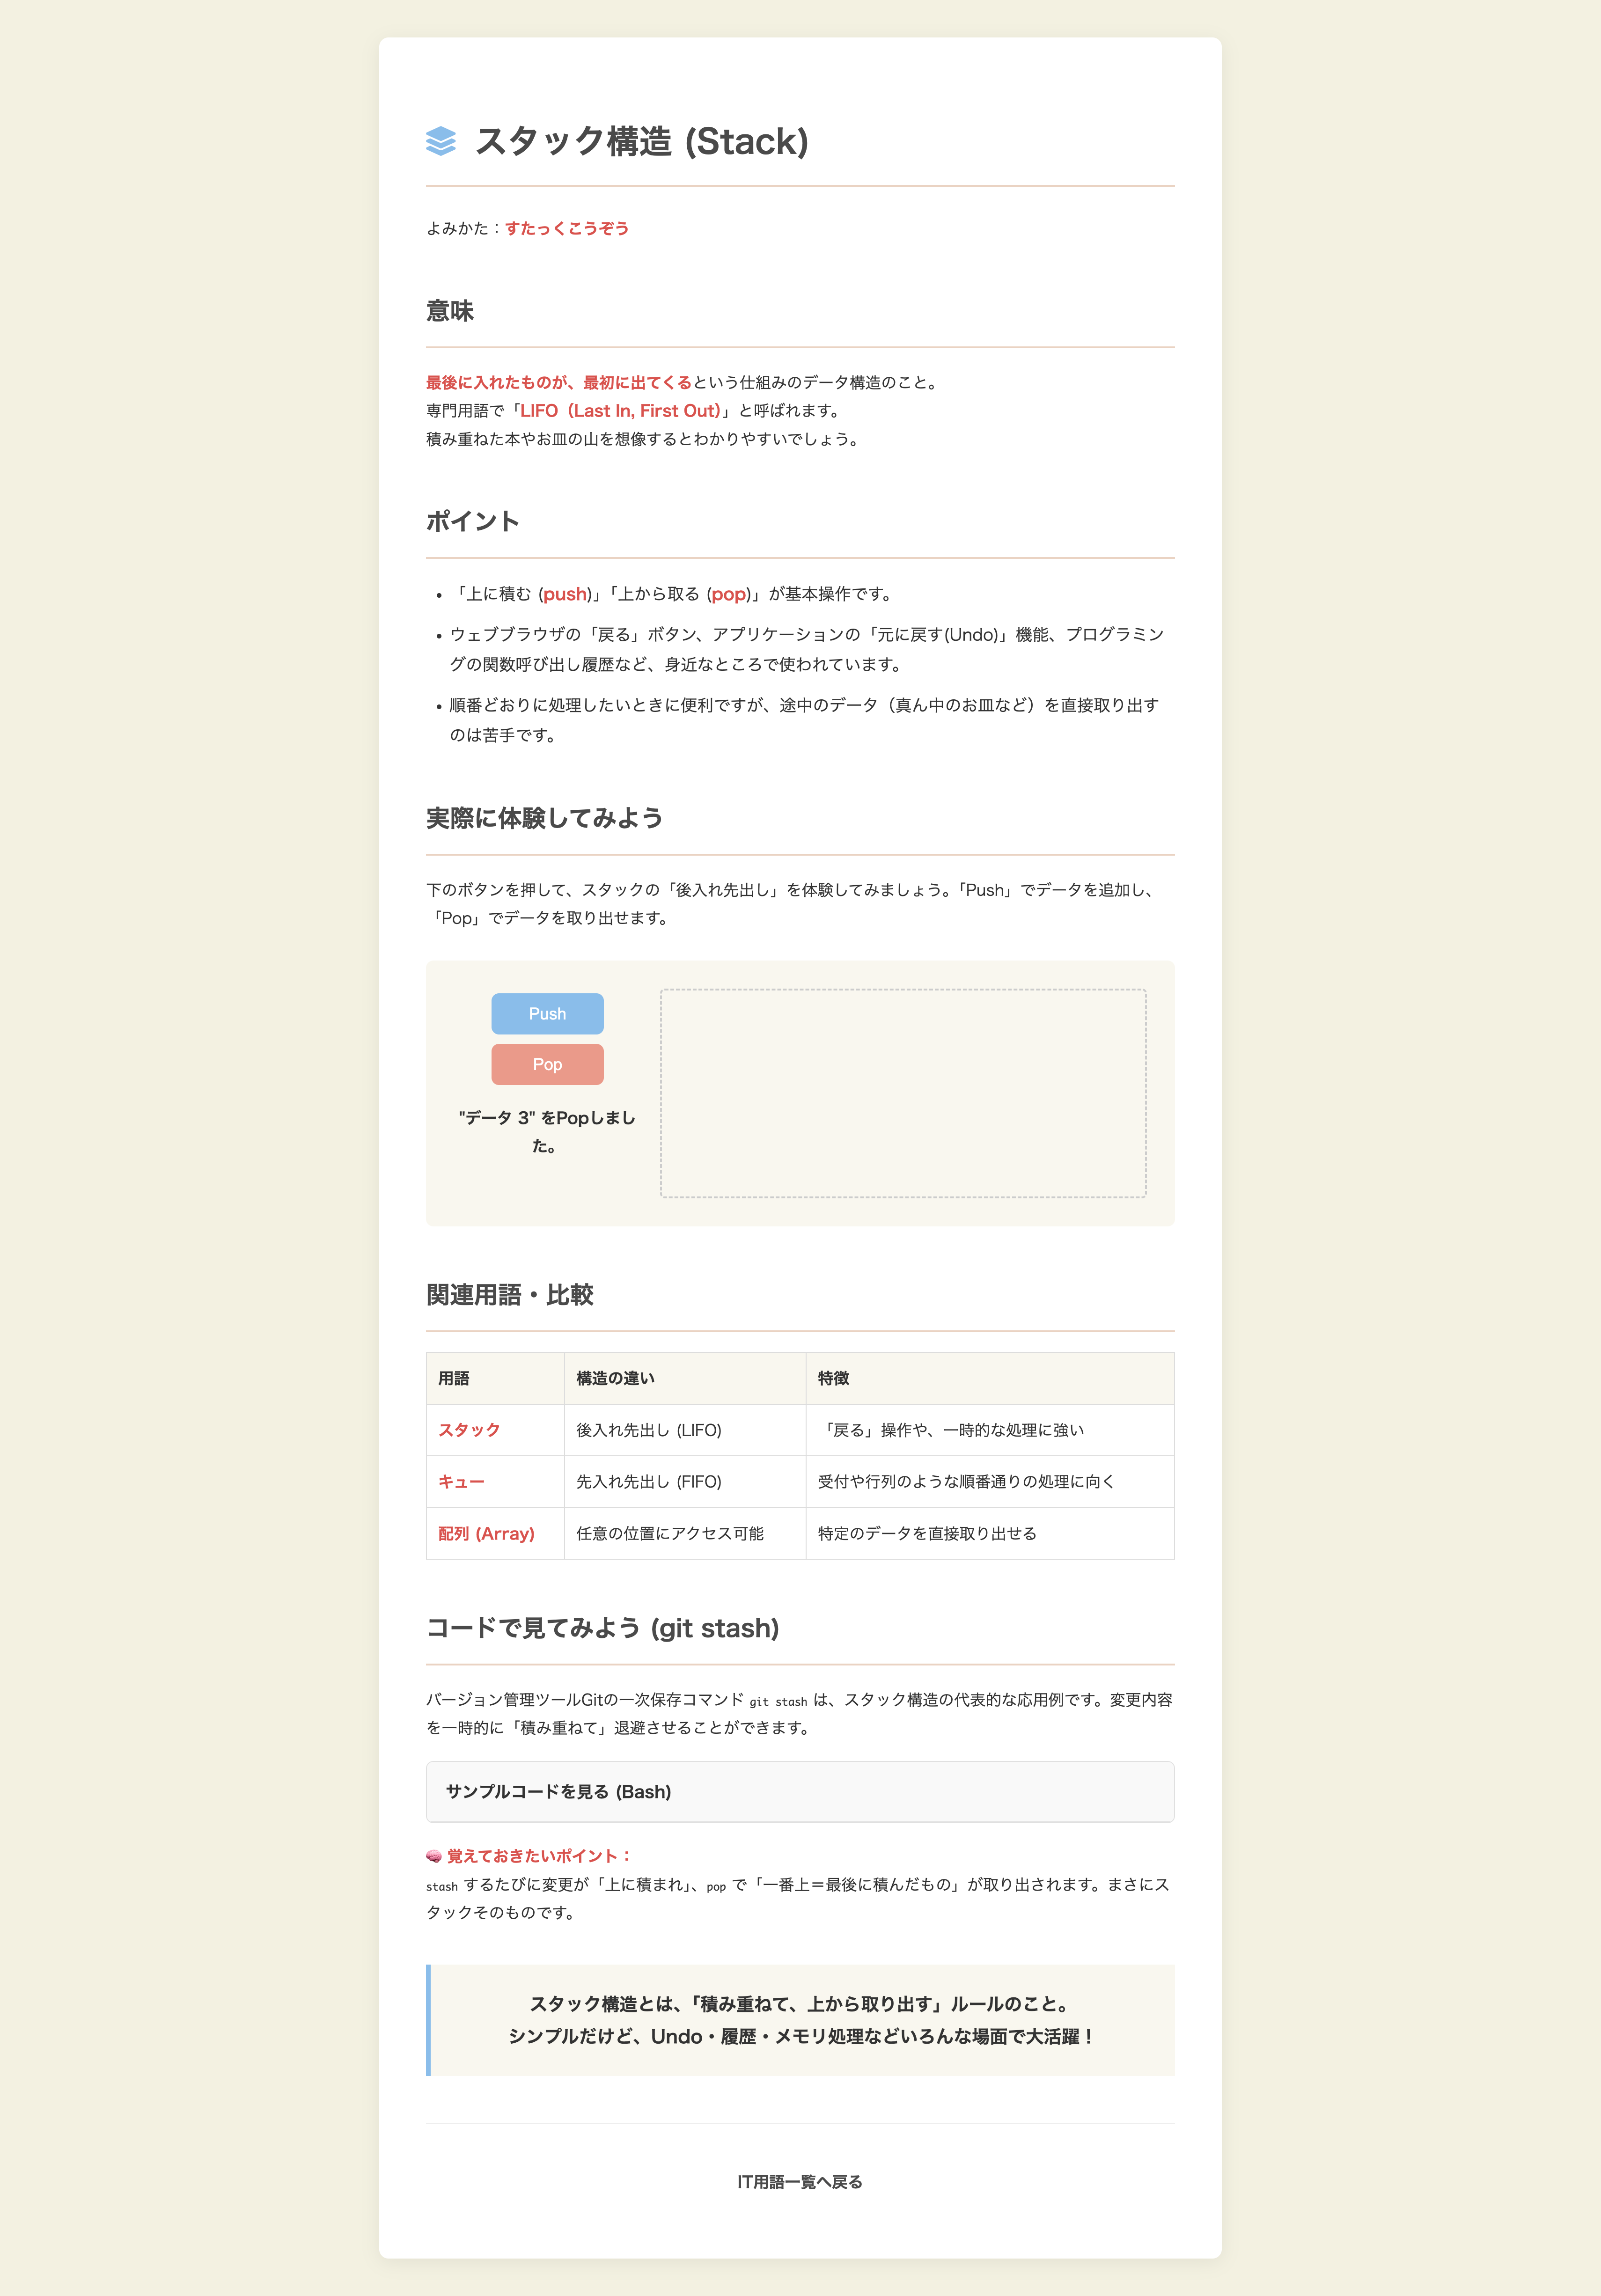 スタック構造 (Stack)
よみかた：すたっくこうぞう
意味
最後に入れたものが、最初に出てくるという仕組みのデータ構造のこと。
専門用語で「LIFO（Last In, First Out）」と呼ばれます。
積み重ねた本やお皿の山を想像するとわかりやすいでしょう。
ポイント
• 「上に積む (push)」「上から取る (pop)」が基本操作です。
• ウェブブラウザの「戻る」ボタン、アプリケーションの「元に戻す(Undo)」機能、プログラミン
グの関数呼び出し履歴など、身近なところで使われています。
• 順番どおりに処理したいときに便利ですが、途中のデータ（真ん中のお皿など）を直接取り出す
のは苦手です。
実際に体験してみよう
下のボタンを押して、スタックの「後入れ先出し」を体験してみましょう。「Push」でデータを追加し、
「Pop」でデータを取り出せます。
Push
Pop
"データ 3" をPopしまし
た。
関連用語・比較
用語 構造の違い 特徴
スタック 後入れ先出し (LIFO) 「戻る」操作や、一時的な処理に強い
キュー 先入れ先出し (FIFO) 受付や行列のような順番通りの処理に向く
配列 (Array) 任意の位置にアクセス可能 特定のデータを直接取り出せる
コードで見てみよう (git stash)
バージョン管理ツールGitの一次保存コマンド git stash は、スタック構造の代表的な応用例です。変更内容
を一時的に「積み重ねて」退避させることができます。
サンプルコードを見る (Bash)
🧠 覚えておきたいポイント：
stash するたびに変更が「上に積まれ」、pop で「一番上＝最後に積んだもの」が取り出されます。まさにス
タックそのものです。
スタック構造とは、「積み重ねて、上から取り出す」ルールのこと。
シンプルだけど、Undo・履歴・メモリ処理などいろんな場面で大活躍！
IT用語一覧へ戻る